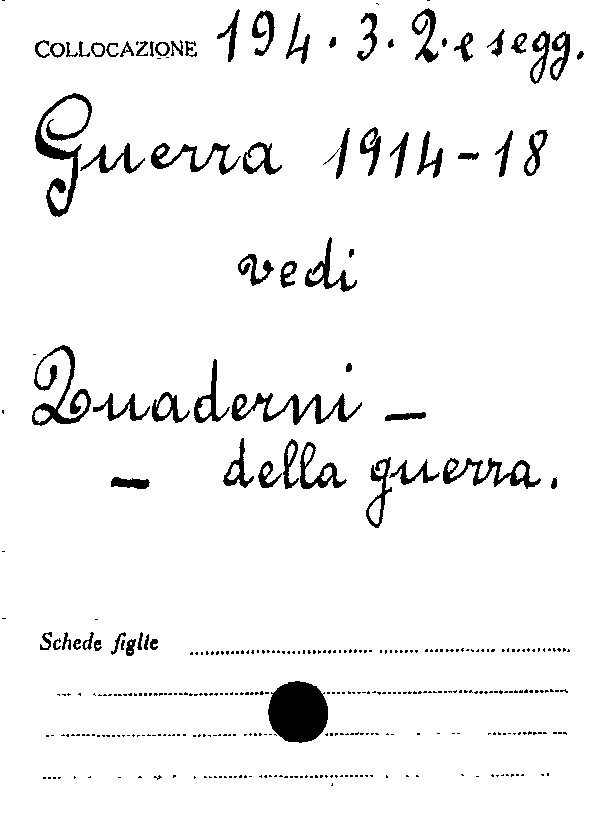 COLLOCAZIONE 194.3.2. e segg.
Guerra 1914-18
vedi
Quaderni -
- della guerra.
Schede figlie